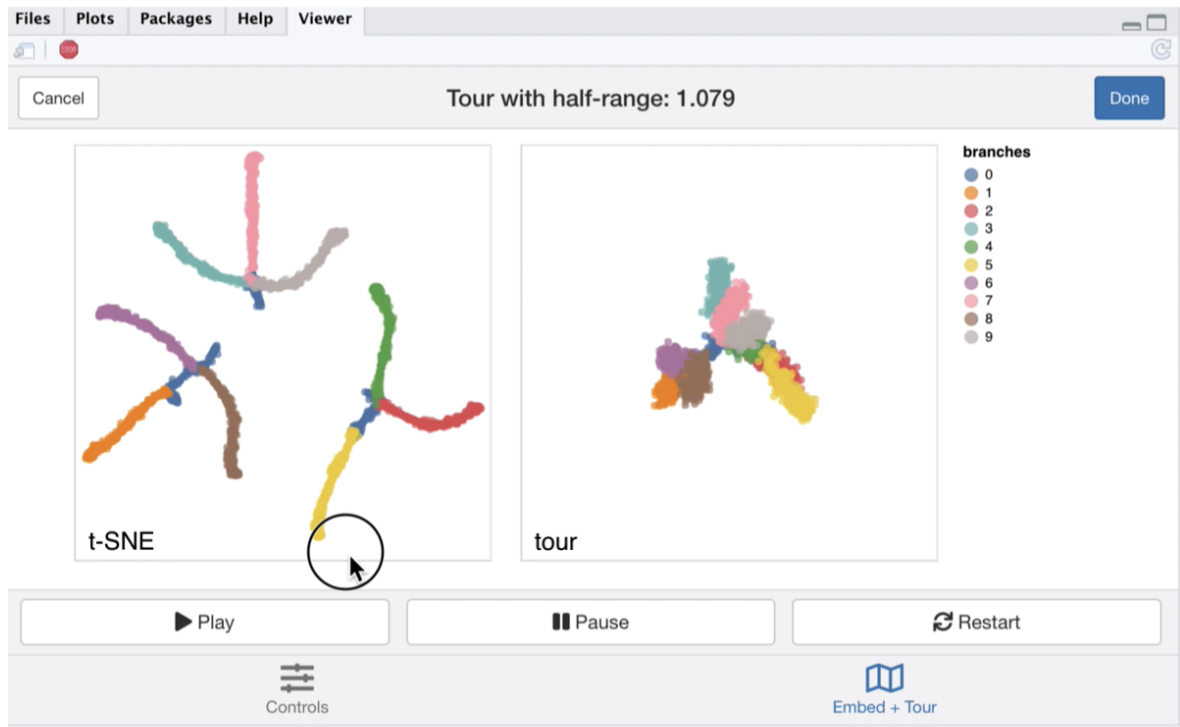 Files Plots Packages Help Viewer
STOP
Cancel Tour with half-range: 1.079 Done
branches
0
1
2
3
4
5
6
7
8
9
t-SNE
tour
Play Pause Restart
Controls Embed + Tour